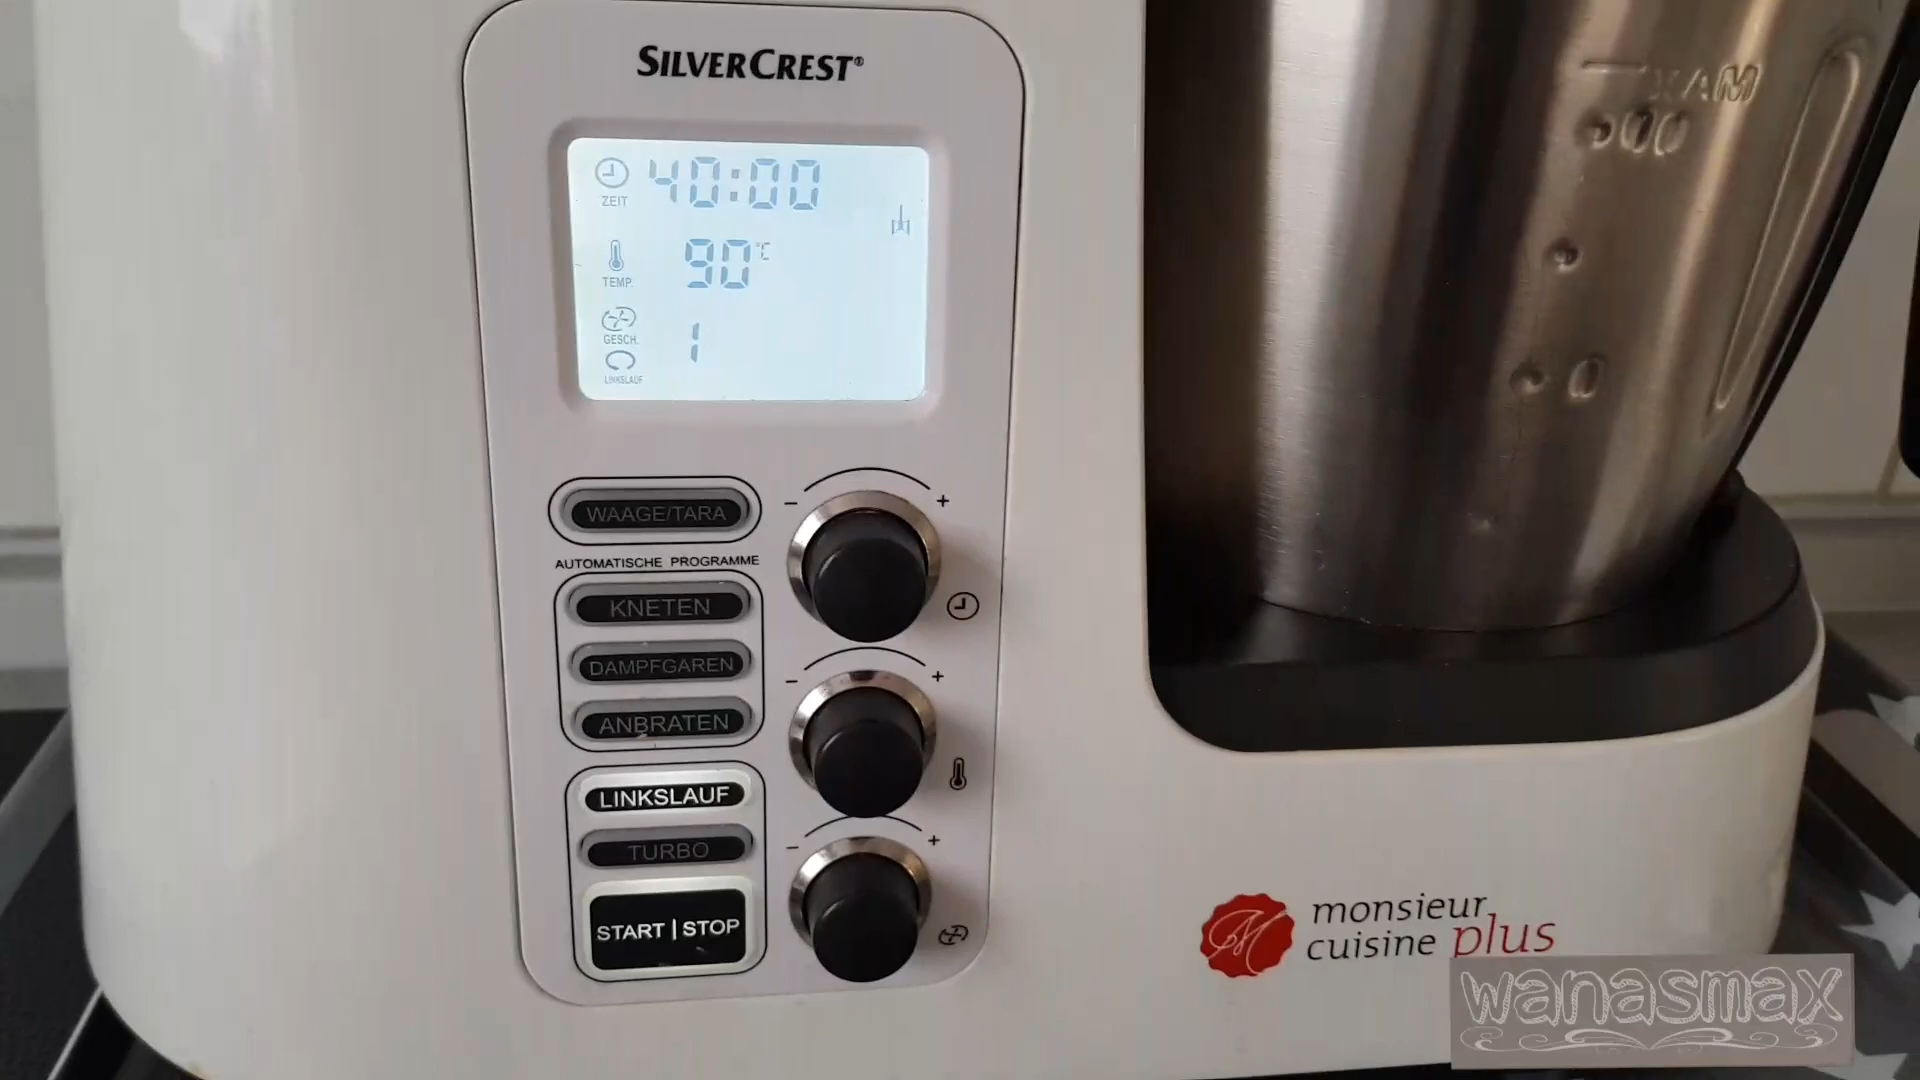 SILVERCREST®
ZEIT 40:00
TEMP. 90 °C
GESCH. 1
LINKSLAUF
WAAGE/TARA
AUTOMATISCHE PROGRAMME
KNETEN
DAMPFGAREN
ANBRATEN
LINKSLAUF
TURBO
START | STOP
MAX
monsieur
cuisine plus
wanasmax